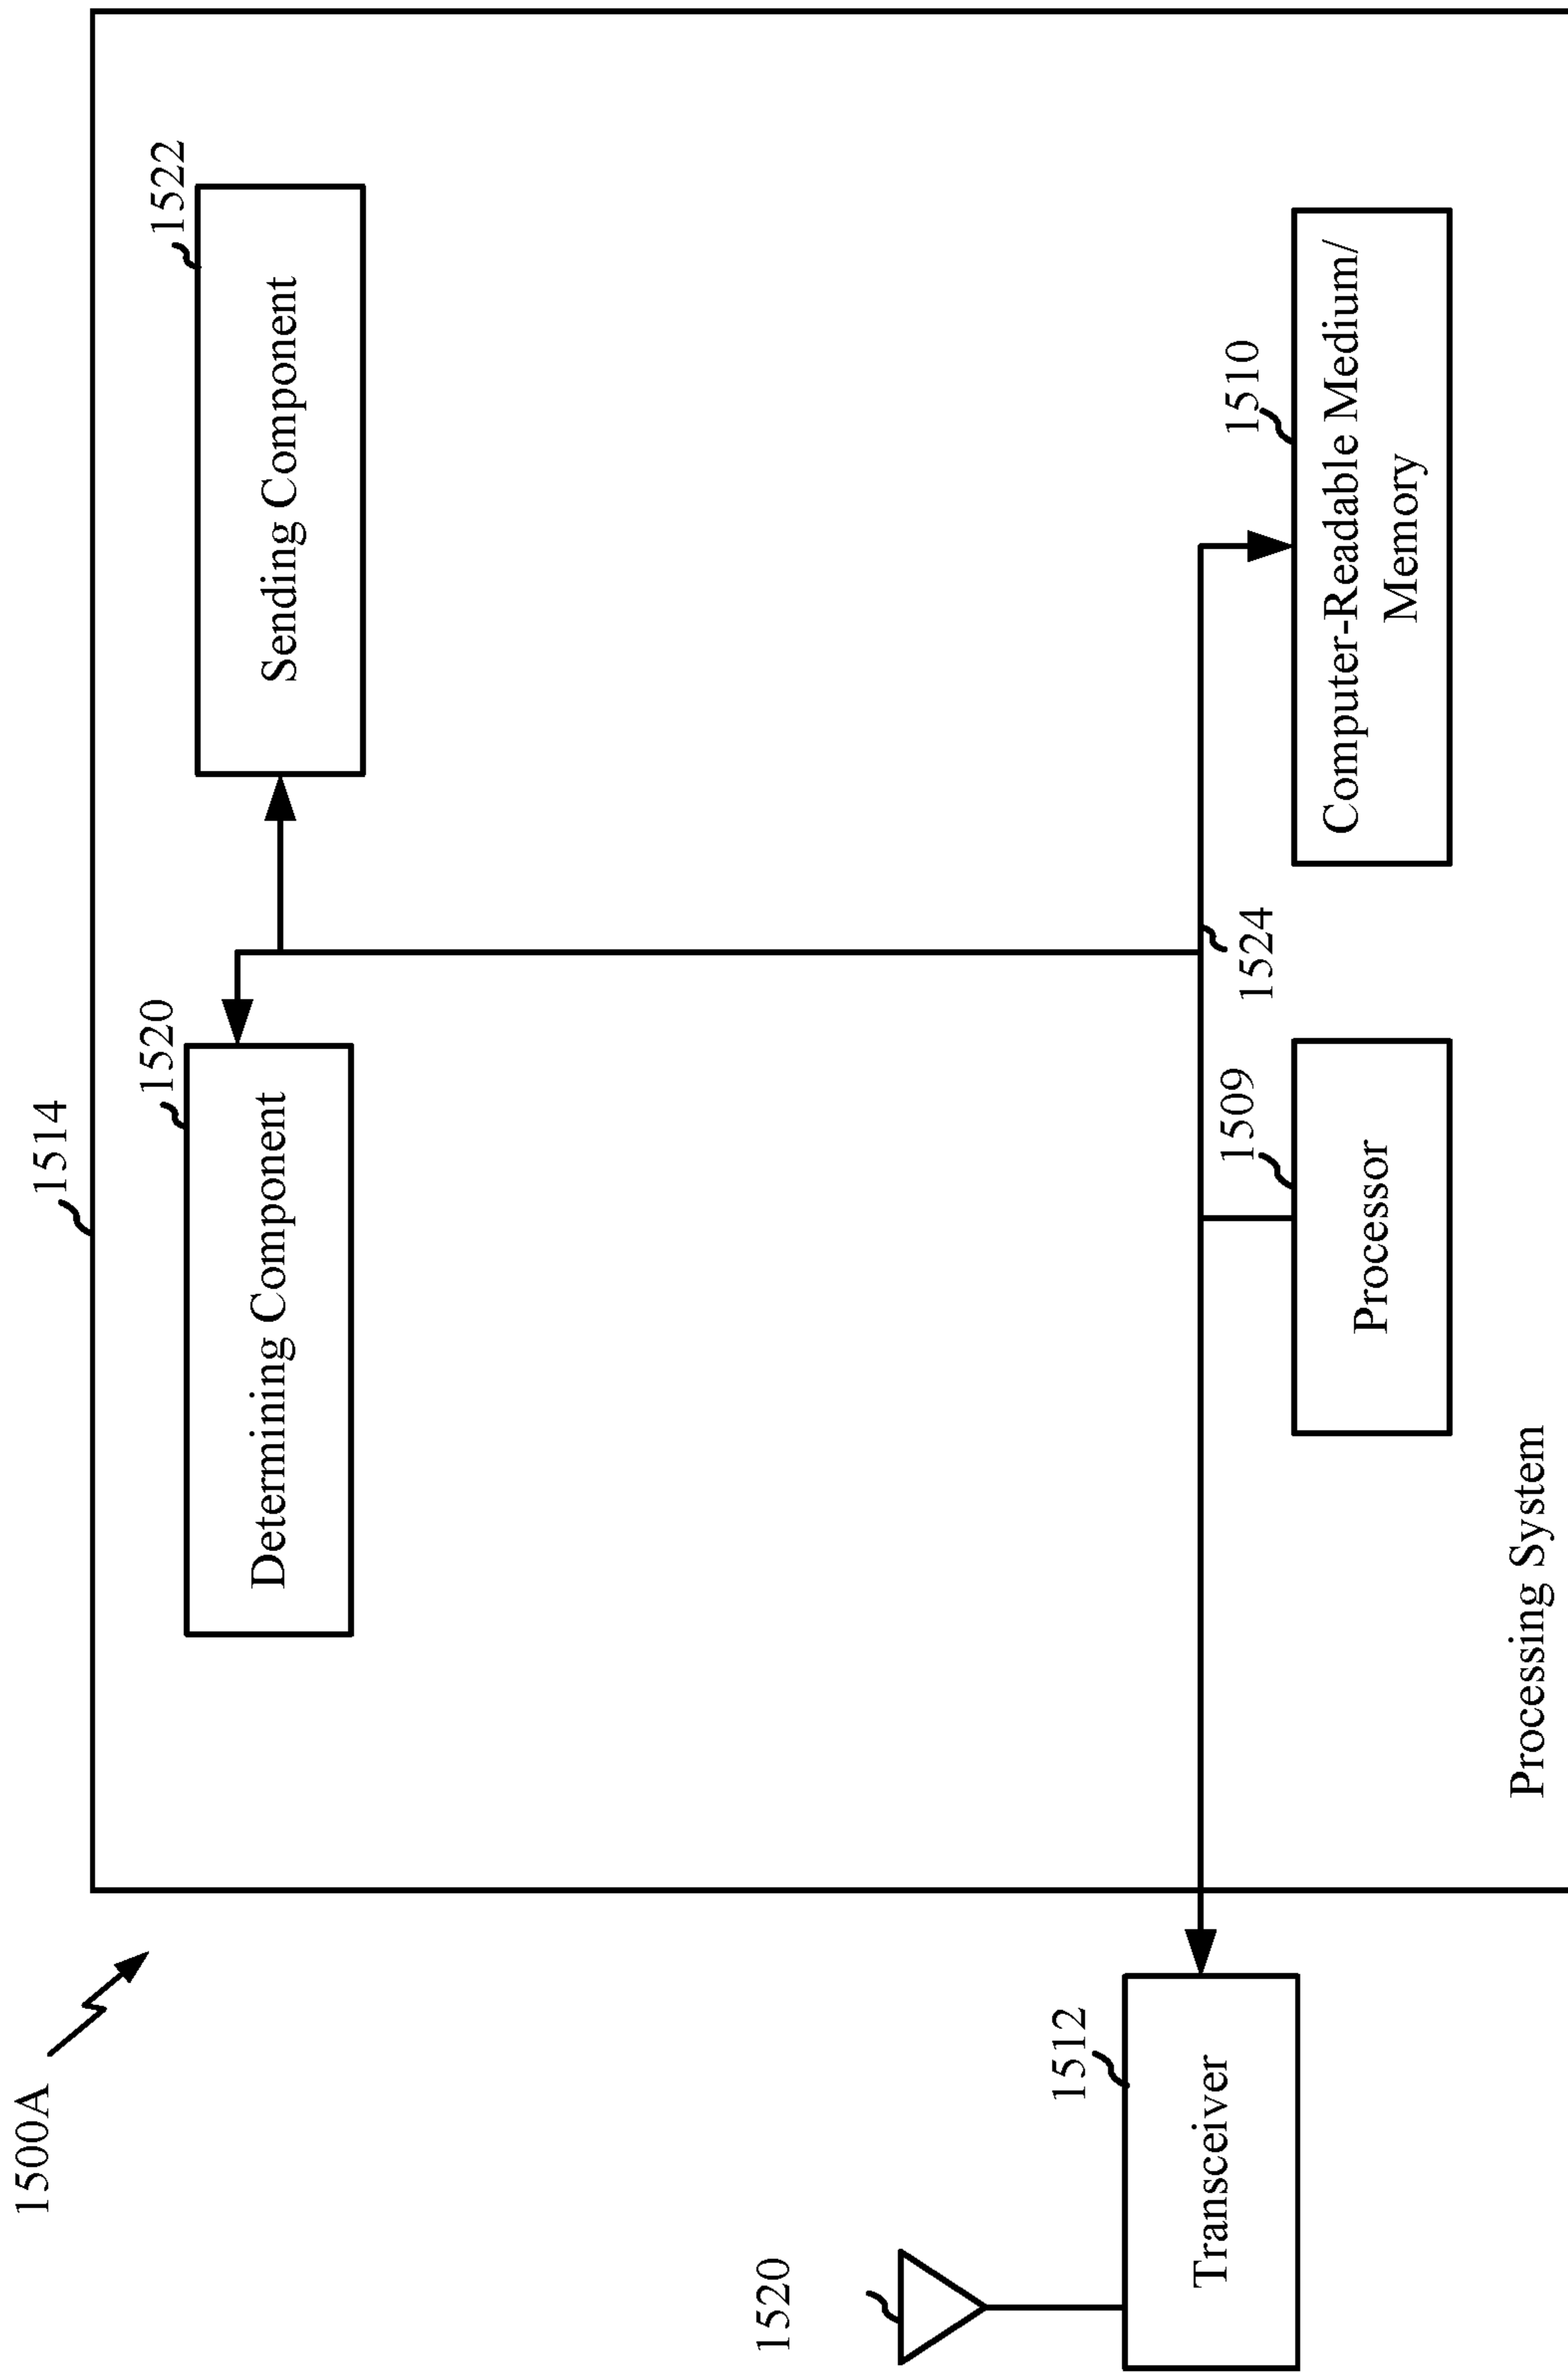 1500A
1514
1520
Determining Component
1522
Sending Component
1520
1512
Transceiver
1524
1509
Processor
1510
Computer-Readable Medium/
Memory
Processing System